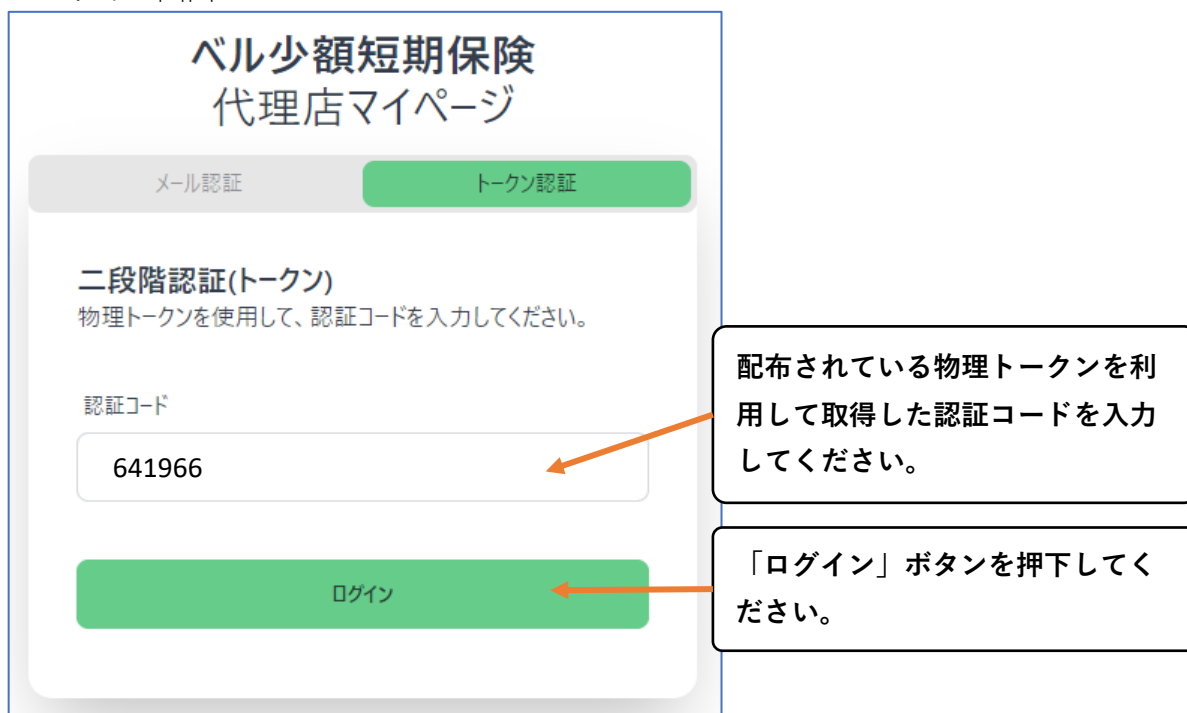 ベル少額短期保険
代理店マイページ
メール認証
トークン認証
二段階認証(トークン)
物理トークンを使用して、認証コードを入力してください。
認証コード
641966
ログイン
配布されている物理トークンを利
用して取得した認証コードを入力
してください。
「ログイン」ボタンを押下してく
ださい。